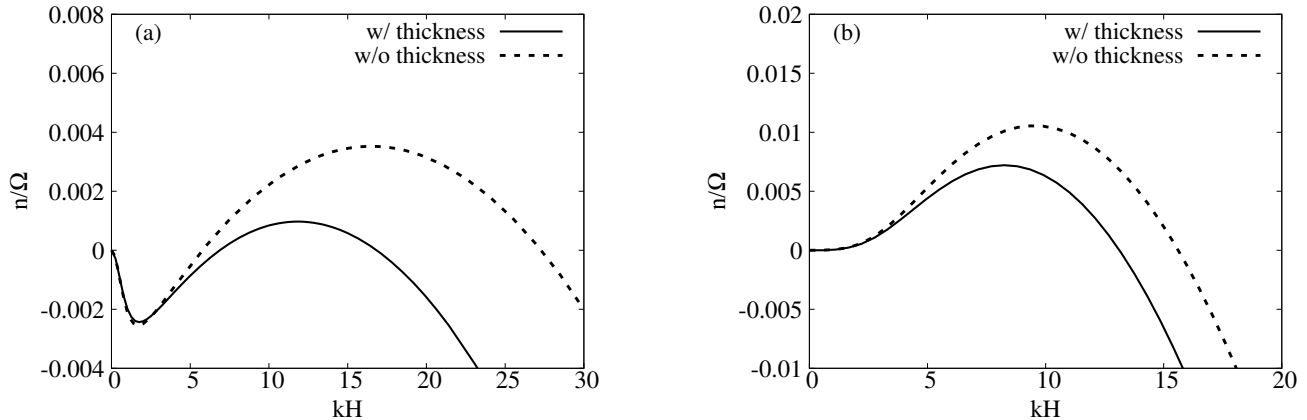 (a)
w/ thickness
w/o thickness
0.008
0.006
0.004
0.002
0
-0.002
-0.004
n/Ω
0 5 10 15 20 25 30
kH
(b)
w/ thickness
w/o thickness
0.02
0.015
0.01
0.005
0
-0.005
-0.01
n/Ω
0 5 10 15 20
kH